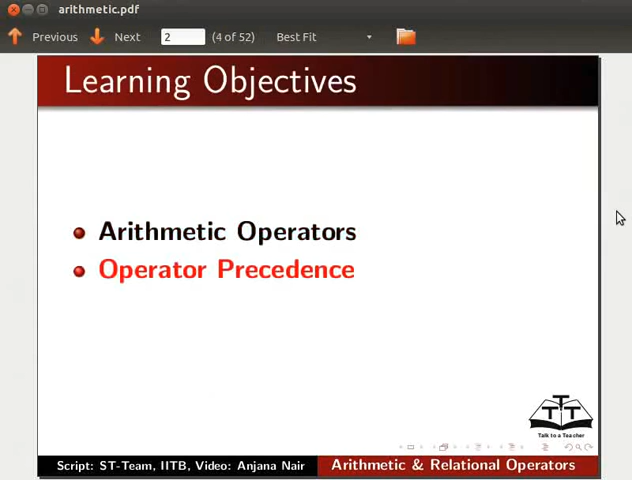 arithmetic.pdf
Previous Next 2 (4 of 52) Best Fit
Learning Objectives
Arithmetic Operators
Operator Precedence
Talk to a Teacher
Script: ST-Team, IITB, Video: Anjana Nair Arithmetic & Relational Operators